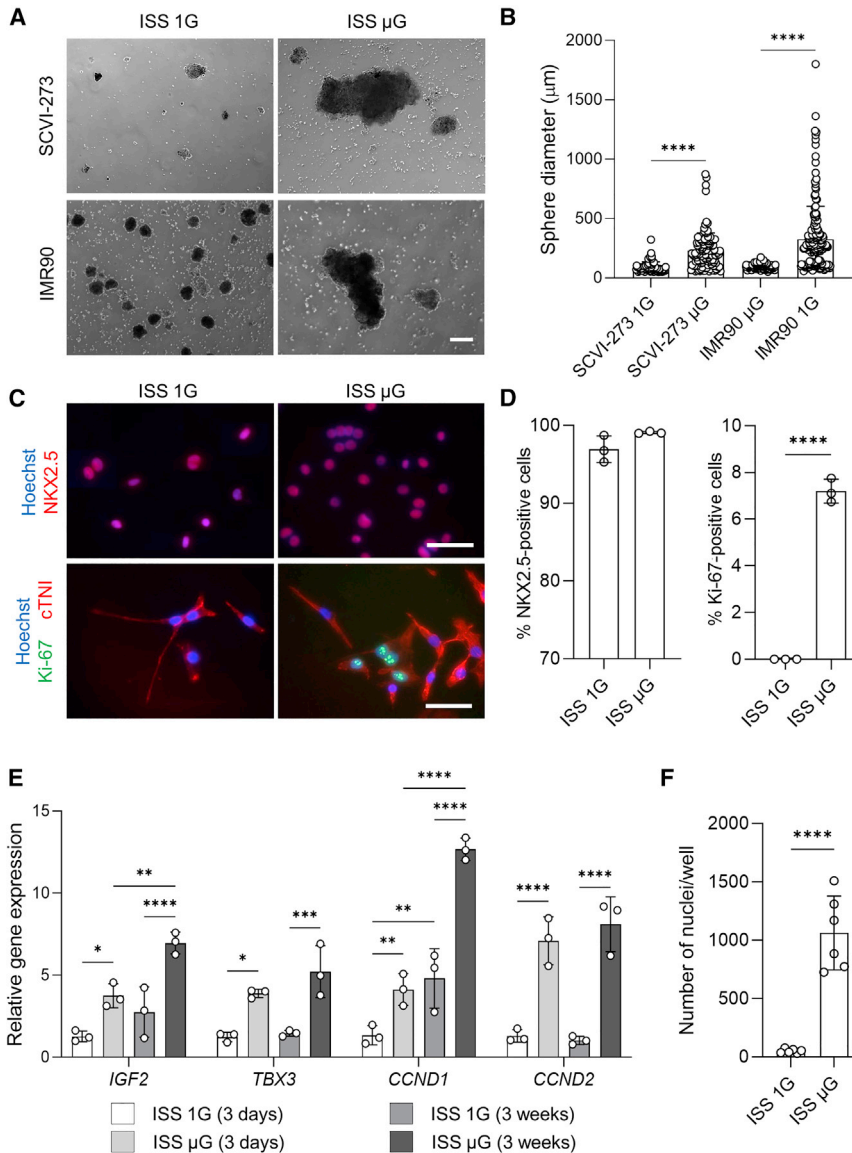 A
ISS 1G
ISS µG
SCVI-273
IMR90
B
Sphere diameter (µm)
2000
1500
1000
500
0
****
****
SCVI-273 1G
SCVI-273 µG
IMR90 µG
IMR90 1G
C
ISS 1G
ISS µG
Hoechst
NKX2.5
Hoechst
Ki-67 cTNI
D
% NKX2.5-positive cells
100
90
80
70
ISS 1G
ISS µG
% Ki-67-positive cells
10
8
6
4
2
0
****
ISS 1G
ISS µG
E
Relative gene expression
15
10
5
0
*
**
****
*
***
**
**
****
****
****
****
IGF2
TBX3
CCND1
CCND2
ISS 1G (3 days)
ISS 1G (3 weeks)
ISS µG (3 days)
ISS µG (3 weeks)
F
Number of nuclei/well
2000
1500
1000
500
0
****
ISS 1G
ISS µG